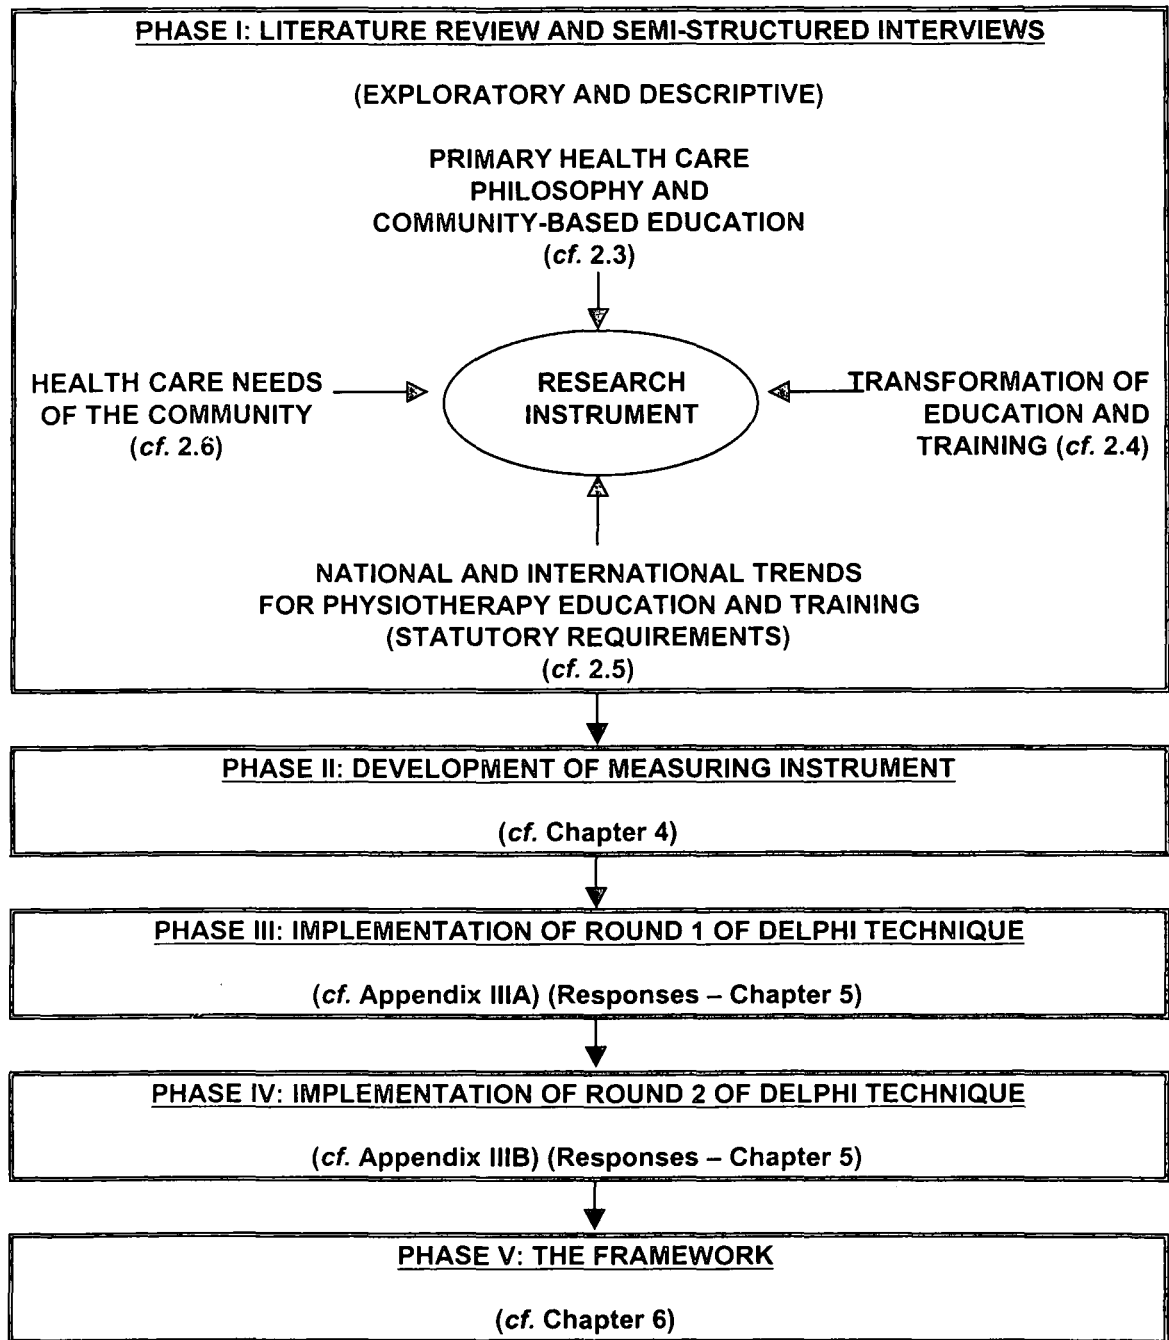 PHASE I: LITERATURE REVIEW AND SEMI-STRUCTURED INTERVIEWS
(EXPLORATORY AND DESCRIPTIVE)
PRIMARY HEALTH CARE
PHILOSOPHY AND
COMMUNITY-BASED EDUCATION
(cf. 2.3)
HEALTH CARE NEEDS
OF THE COMMUNITY
(cf. 2.6)
RESEARCH
INSTRUMENT
TRANSFORMATION OF
EDUCATION AND
TRAINING (cf. 2.4)
NATIONAL AND INTERNATIONAL TRENDS
FOR PHYSIOTHERAPY EDUCATION AND TRAINING
(STATUTORY REQUIREMENTS)
(cf. 2.5)
PHASE II: DEVELOPMENT OF MEASURING INSTRUMENT
(cf. Chapter 4)
PHASE III: IMPLEMENTATION OF ROUND 1 OF DELPHI TECHNIQUE
(cf. Appendix IIIA) (Responses – Chapter 5)
PHASE IV: IMPLEMENTATION OF ROUND 2 OF DELPHI TECHNIQUE
(cf. Appendix IIIB) (Responses – Chapter 5)
PHASE V: THE FRAMEWORK
(cf. Chapter 6)